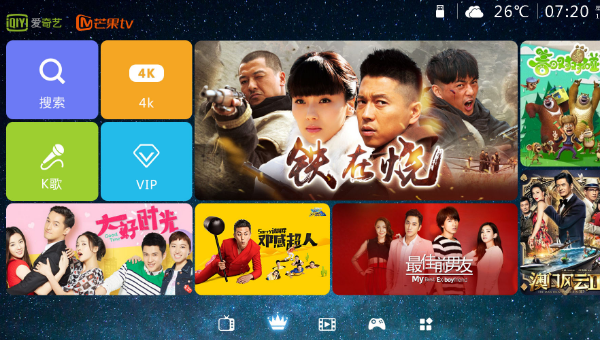 QIY 爱奇艺
芒果tv
26℃
07:20
搜索
4K
4k
K歌
VIP
铁在烧
大好时光
Sorry
邓超人
最佳前男友
My Best Ex boyfriend
澳门风云